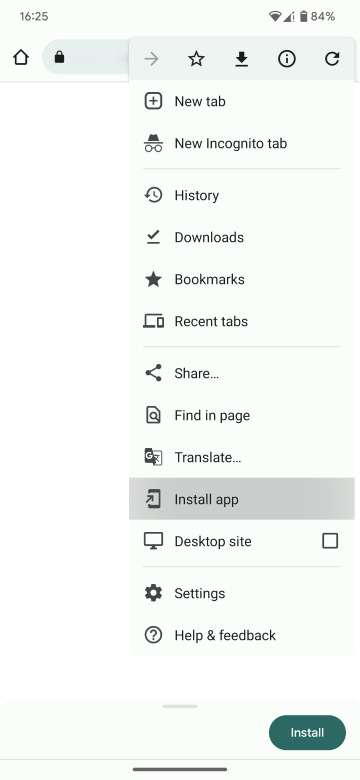 16:25
84%
New tab
New Incognito tab
History
Downloads
Bookmarks
Recent tabs
Share...
Find in page
Translate...
Install app
Desktop site
Settings
Help & feedback
Install